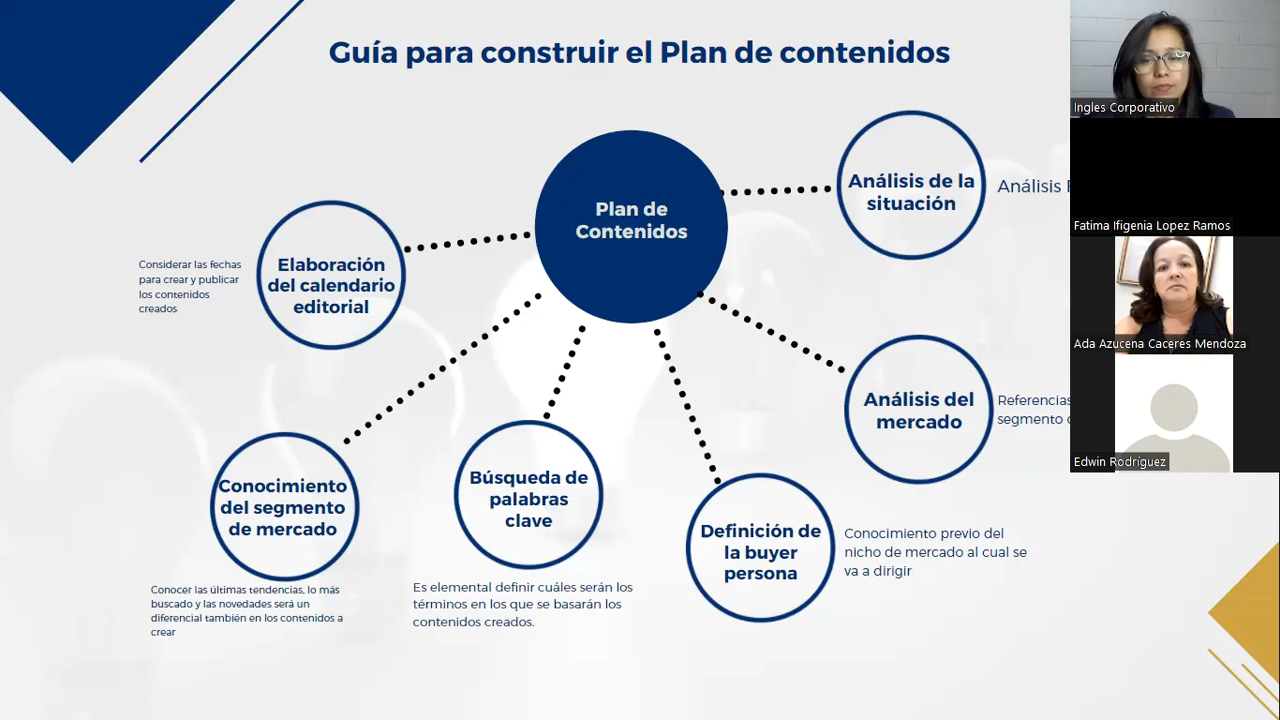 Guía para construir el Plan de contenidos
Plan de
Contenidos
Análisis de la
situación
Análisis
Análisis del
mercado
Referencias
segmento
Definición de
la buyer
persona
Conocimiento previo del
nicho de mercado al cual se
va a dirigir
Búsqueda de
palabras
clave
Es elemental definir cuáles serán los
términos en los que se basarán los
contenidos creados.
Conocimiento
del segmento
de mercado
Conocer las últimas tendencias, lo más
buscado y las novedades será un
diferencial también en los contenidos a
crear
Elaboración
del calendario
editorial
Considerar las fechas
para crear y publicar
los contenidos
creados
Ingles Corporativo
Fatima Ifigenia Lopez Ramos
Ada Azucena Caceres Mendoza
Edwin Rodriguez